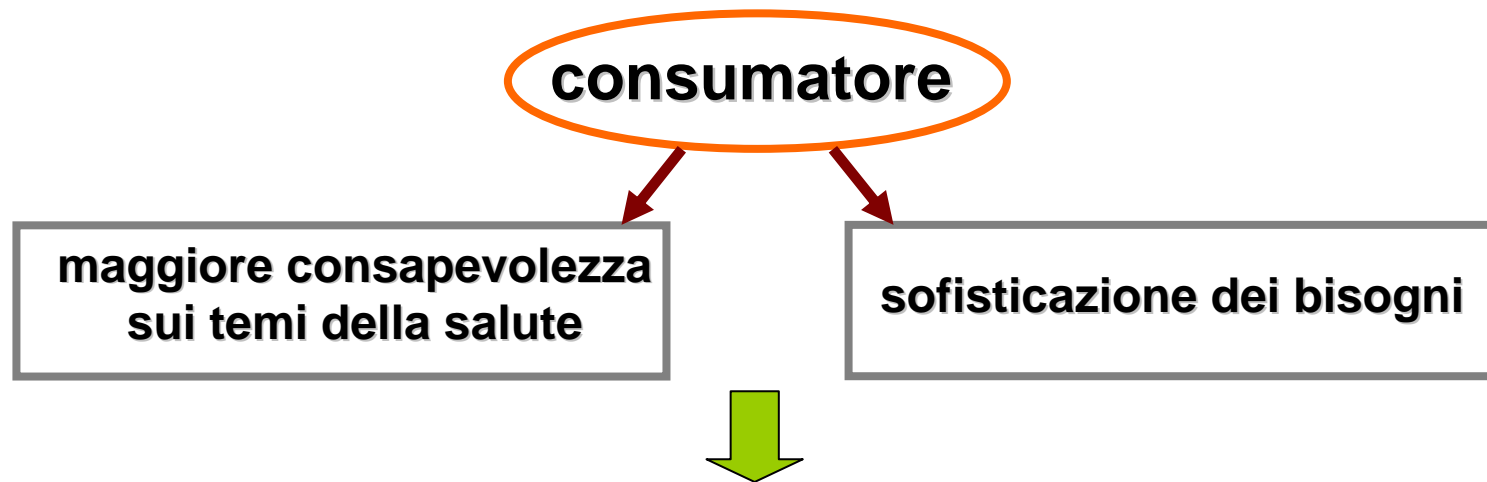 consumatore
maggiore consapevolezza
sui temi della salute
sofisticazione dei bisogni